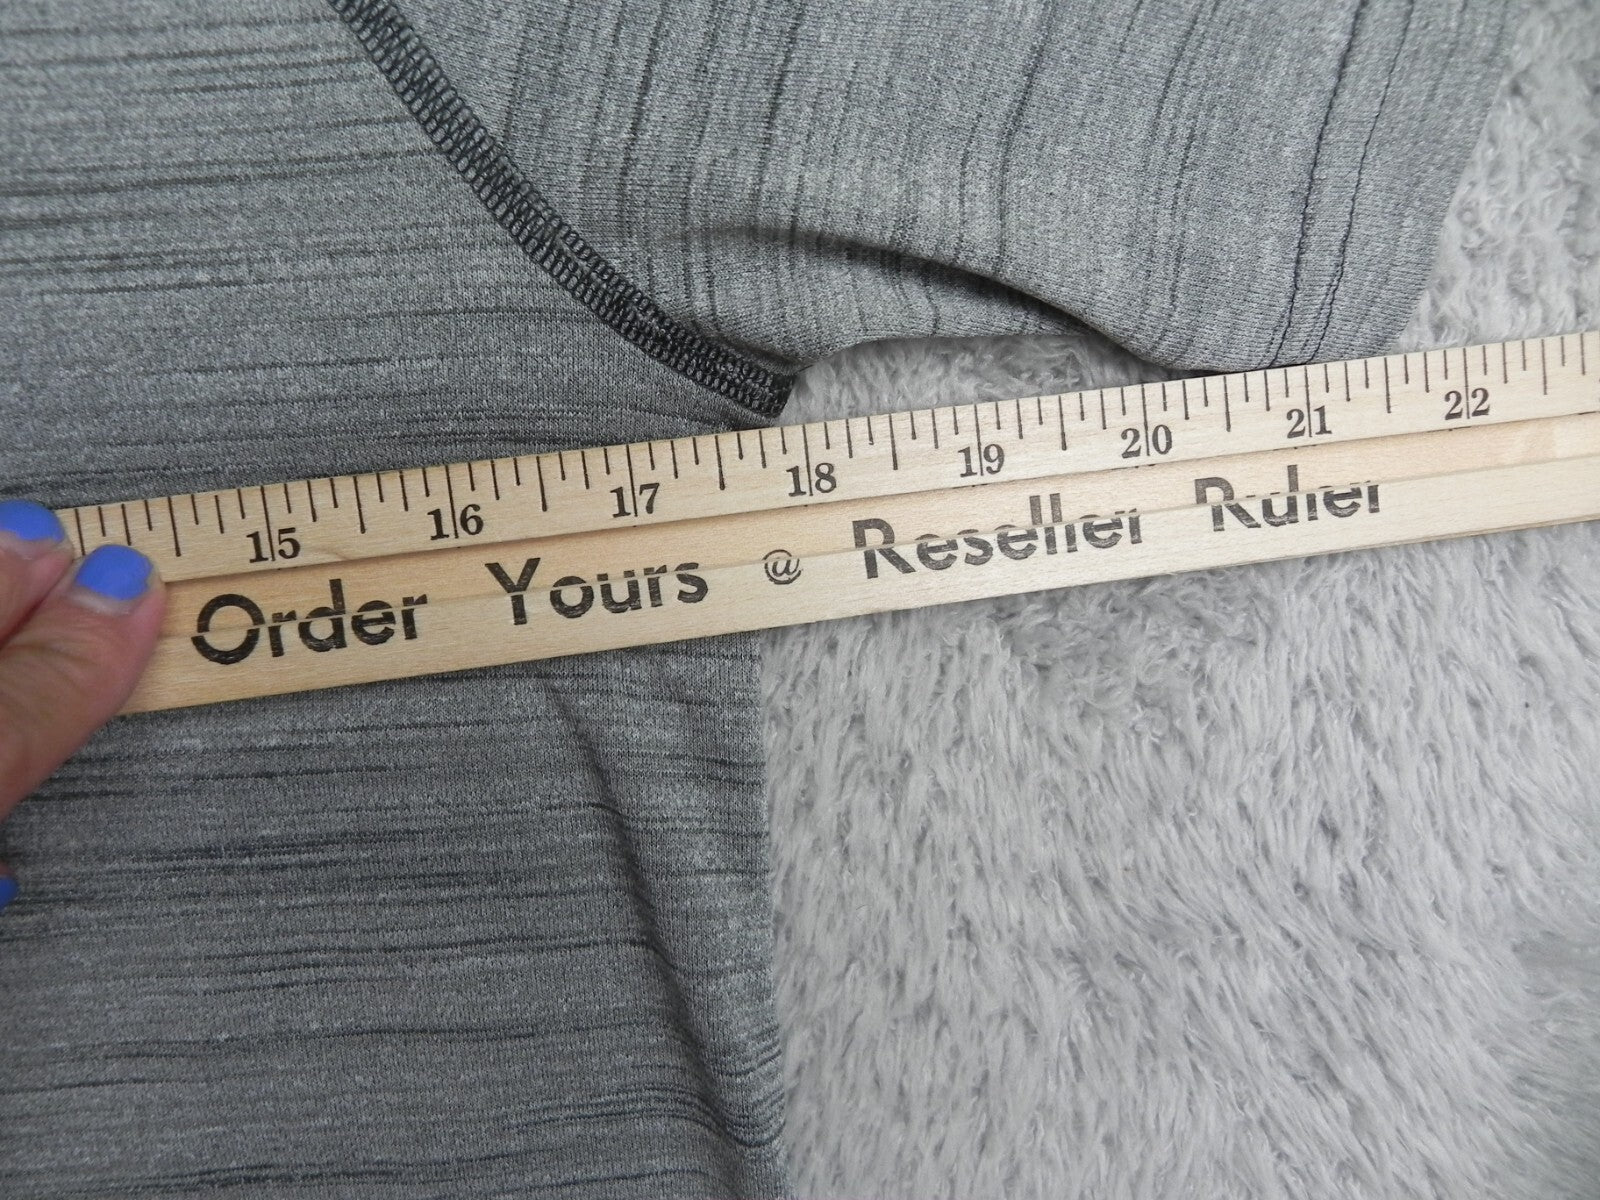 15 16 17 18 19 20 21 22
Order Yours @ Reseller Ruler